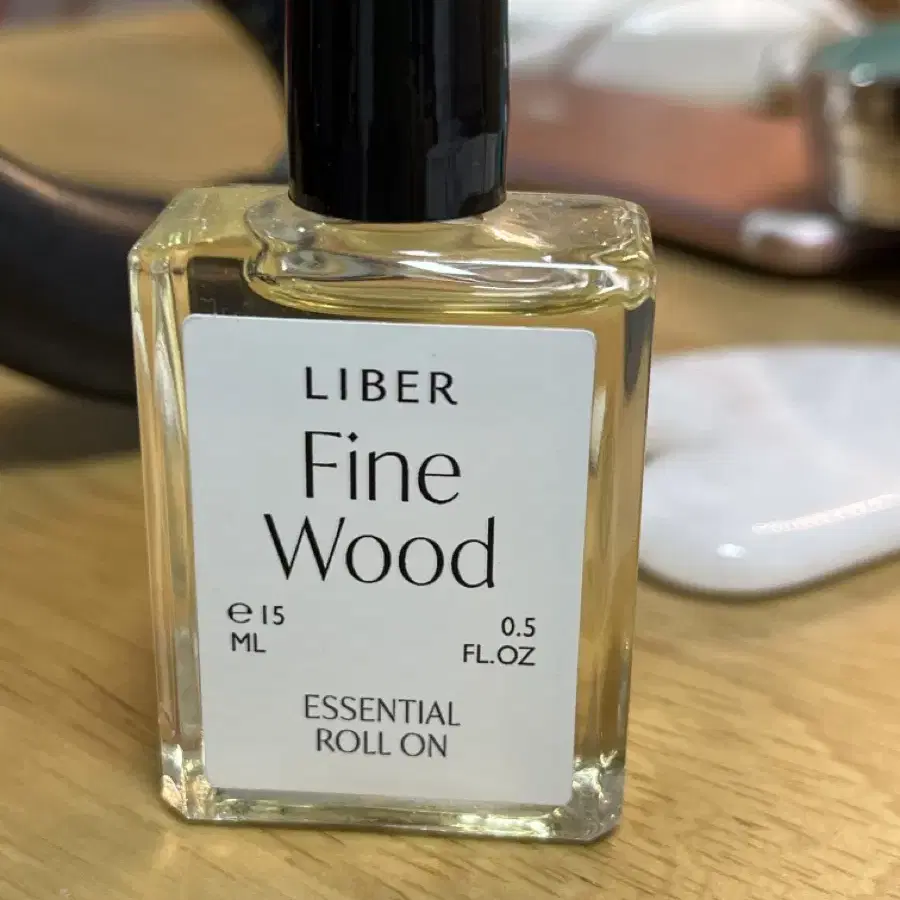 LIBER
Fine
Wood
℮ 15
ML
0.5
FL.OZ
ESSENTIAL
ROLL ON